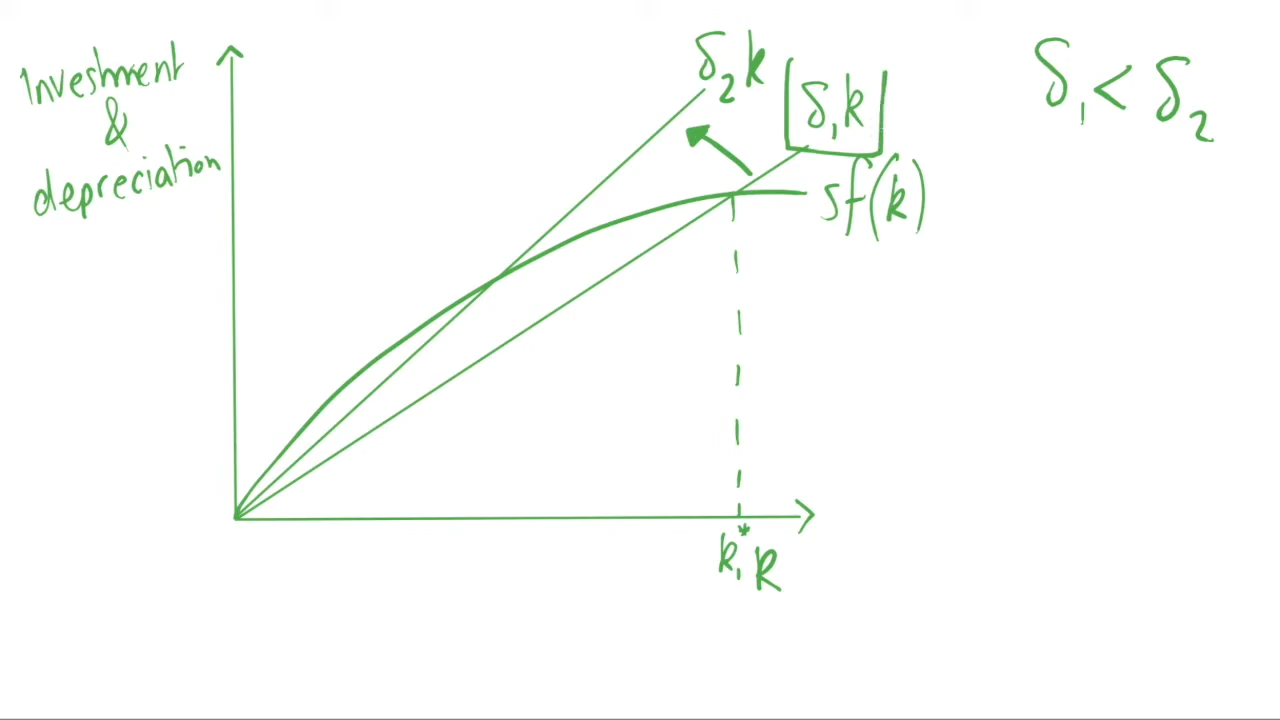 Investment
&
depreciation
δ₂k
δ₁k
sf(k)
δ₁ < δ₂
k₁*
k